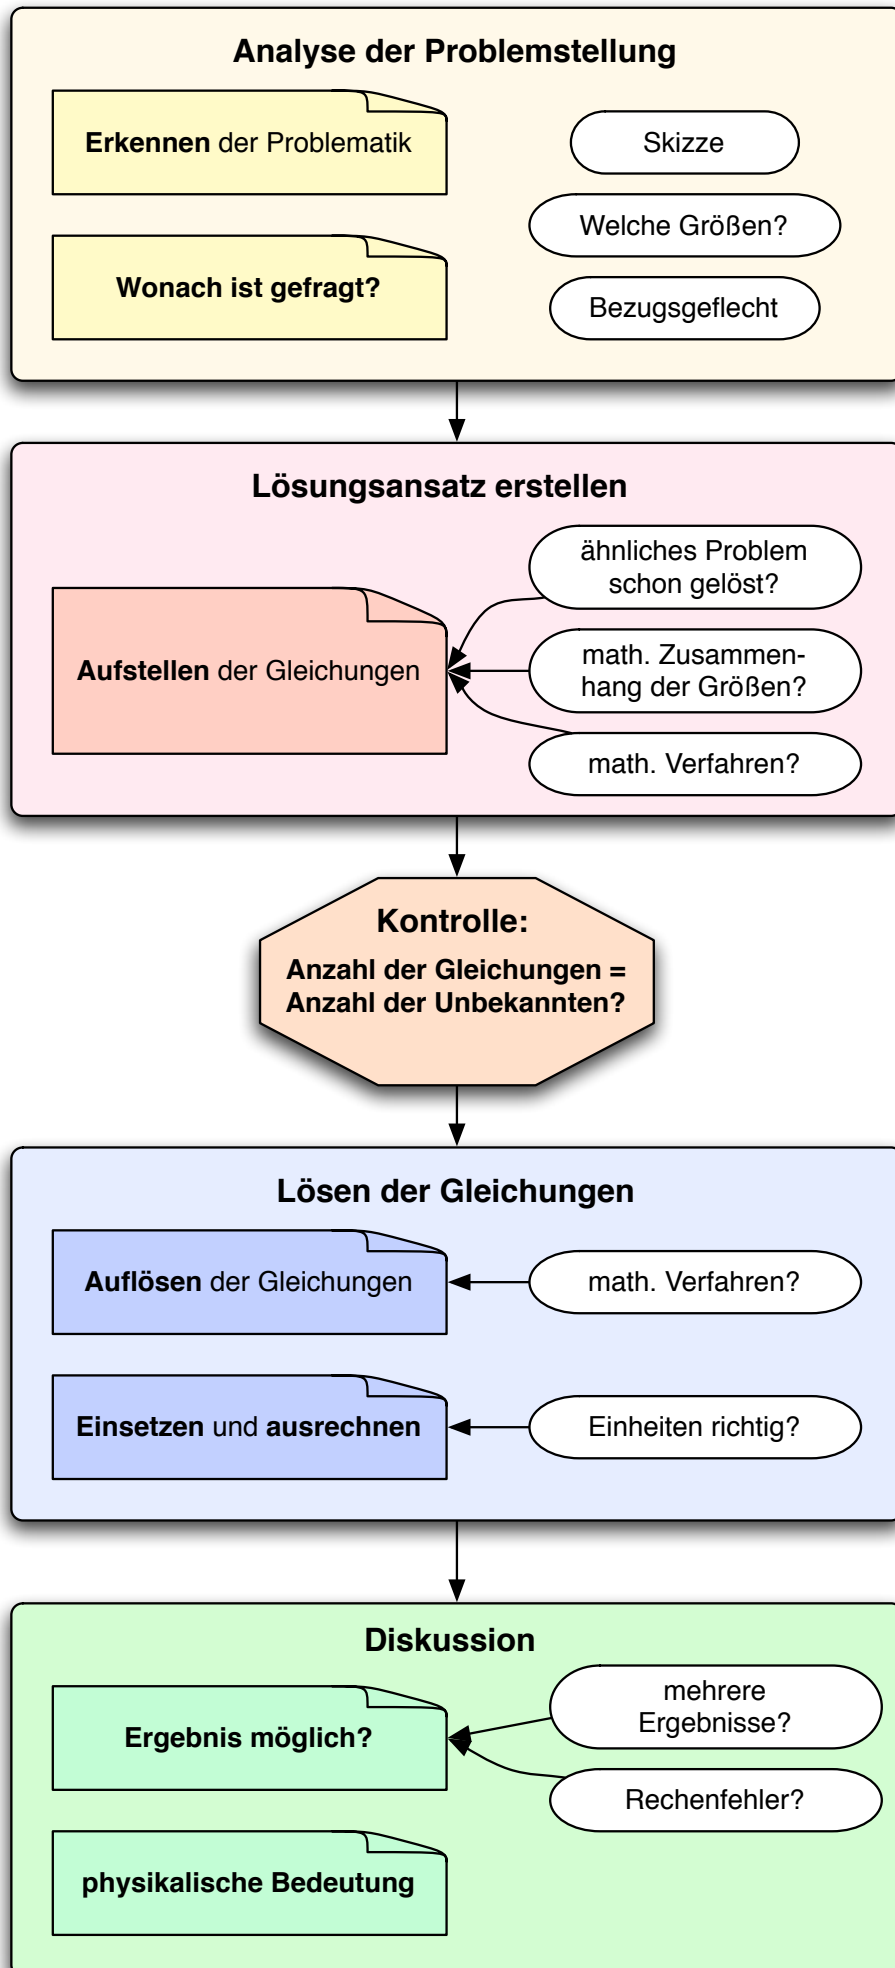 Analyse der Problemstellung
Erkennen der Problematik
Skizze
Welche Größen?
Wonach ist gefragt?
Bezugsgeflecht
Lösungsansatz erstellen
ähnliches Problem
schon gelöst?
Aufstellen der Gleichungen
math. Zusammen-
hang der Größen?
math. Verfahren?
Kontrolle:
Anzahl der Gleichungen =
Anzahl der Unbekannten?
Lösen der Gleichungen
Auflösen der Gleichungen
math. Verfahren?
Einsetzen und ausrechnen
Einheiten richtig?
Diskussion
mehrere
Ergebnisse?
Ergebnis möglich?
Rechenfehler?
physikalische Bedeutung